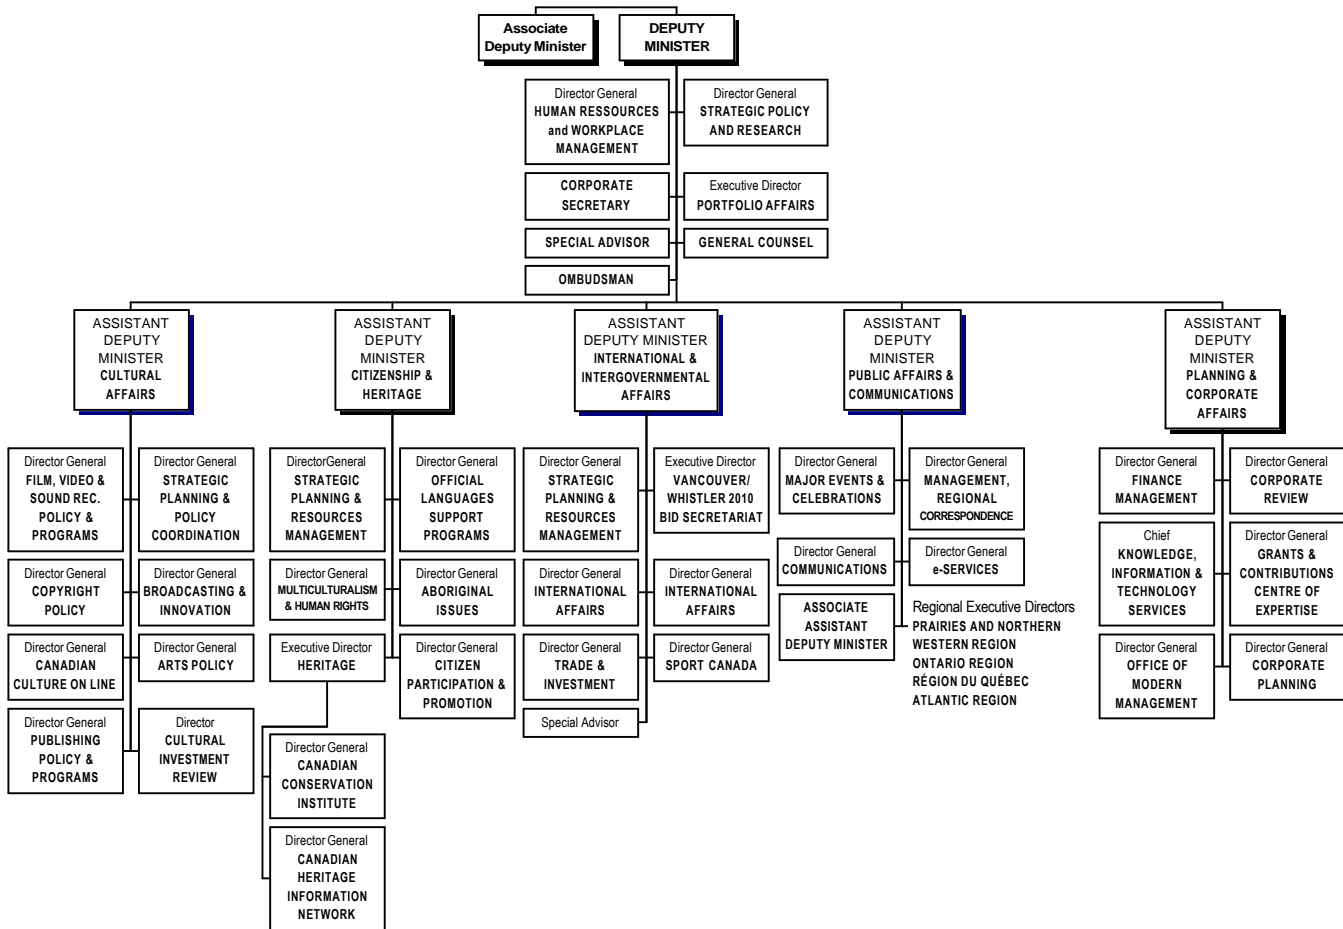 Associate
Deputy Minister
DEPUTY
MINISTER
Director General
HUMAN RESSOURCES
and WORKPLACE
MANAGEMENT
Director General
STRATEGIC POLICY
AND RESEARCH
CORPORATE
SECRETARY
Executive Director
PORTFOLIO AFFAIRS
SPECIAL ADVISOR
GENERAL COUNSEL
OMBUDSMAN
ASSISTANT
DEPUTY
MINISTER
CULTURAL
AFFAIRS
ASSISTANT
DEPUTY
MINISTER
CITIZENSHIP &
HERITAGE
ASSISTANT
DEPUTY MINISTER
INTERNATIONAL &
INTERGOVERNMENTAL
AFFAIRS
ASSISTANT
DEPUTY
MINISTER
PUBLIC AFFAIRS &
COMMUNICATIONS
ASSISTANT
DEPUTY
MINISTER
PLANNING &
CORPORATE
AFFAIRS
Director General
FILM, VIDEO &
SOUND REC.
POLICY &
PROGRAMS
Director General
STRATEGIC
PLANNING &
POLICY
COORDINATION
Director General
COPYRIGHT
POLICY
Director General
BROADCASTING &
INNOVATION
Director General
CANADIAN
CULTURE ON LINE
Director General
ARTS POLICY
Director General
PUBLISHING
POLICY &
PROGRAMS
Director
CULTURAL
INVESTMENT
REVIEW
DirectorGeneral
STRATEGIC
PLANNING &
RESOURCES
MANAGEMENT
Director General
OFFICIAL
LANGUAGES
SUPPORT
PROGRAMS
Director General
MULTICULTURALISM
& HUMAN RIGHTS
Director General
ABORIGINAL
ISSUES
Executive Director
HERITAGE
Director General
CITIZEN
PARTICIPATION &
PROMOTION
Director General
CANADIAN
CONSERVATION
INSTITUTE
Director General
CANADIAN
HERITAGE
INFORMATION
NETWORK
Director General
STRATEGIC
PLANNING &
RESOURCES
MANAGEMENT
Executive Director
VANCOUVER/
WHISTLER 2010
BID SECRETARIAT
Director General
INTERNATIONAL
AFFAIRS
Director General
INTERNATIONAL
AFFAIRS
Director General
TRADE &
INVESTMENT
Director General
SPORT CANADA
Special Advisor
Director General
MAJOR EVENTS &
CELEBRATIONS
Director General
MANAGEMENT,
REGIONAL
CORRESPONDENCE
Director General
COMMUNICATIONS
Director General
e-SERVICES
ASSOCIATE
ASSISTANT
DEPUTY MINISTER
Regional Executive Directors
PRAIRIES AND NORTHERN
WESTERN REGION
ONTARIO REGION
RÉGION DU QUÉBEC
ATLANTIC REGION
Director General
FINANCE
MANAGEMENT
Director General
CORPORATE
REVIEW
Chief
KNOWLEDGE,
INFORMATION &
TECHNOLOGY
SERVICES
Director General
GRANTS &
CONTRIBUTIONS
CENTRE OF
EXPERTISE
Director General
OFFICE OF
MODERN
MANAGEMENT
Director General
CORPORATE
PLANNING